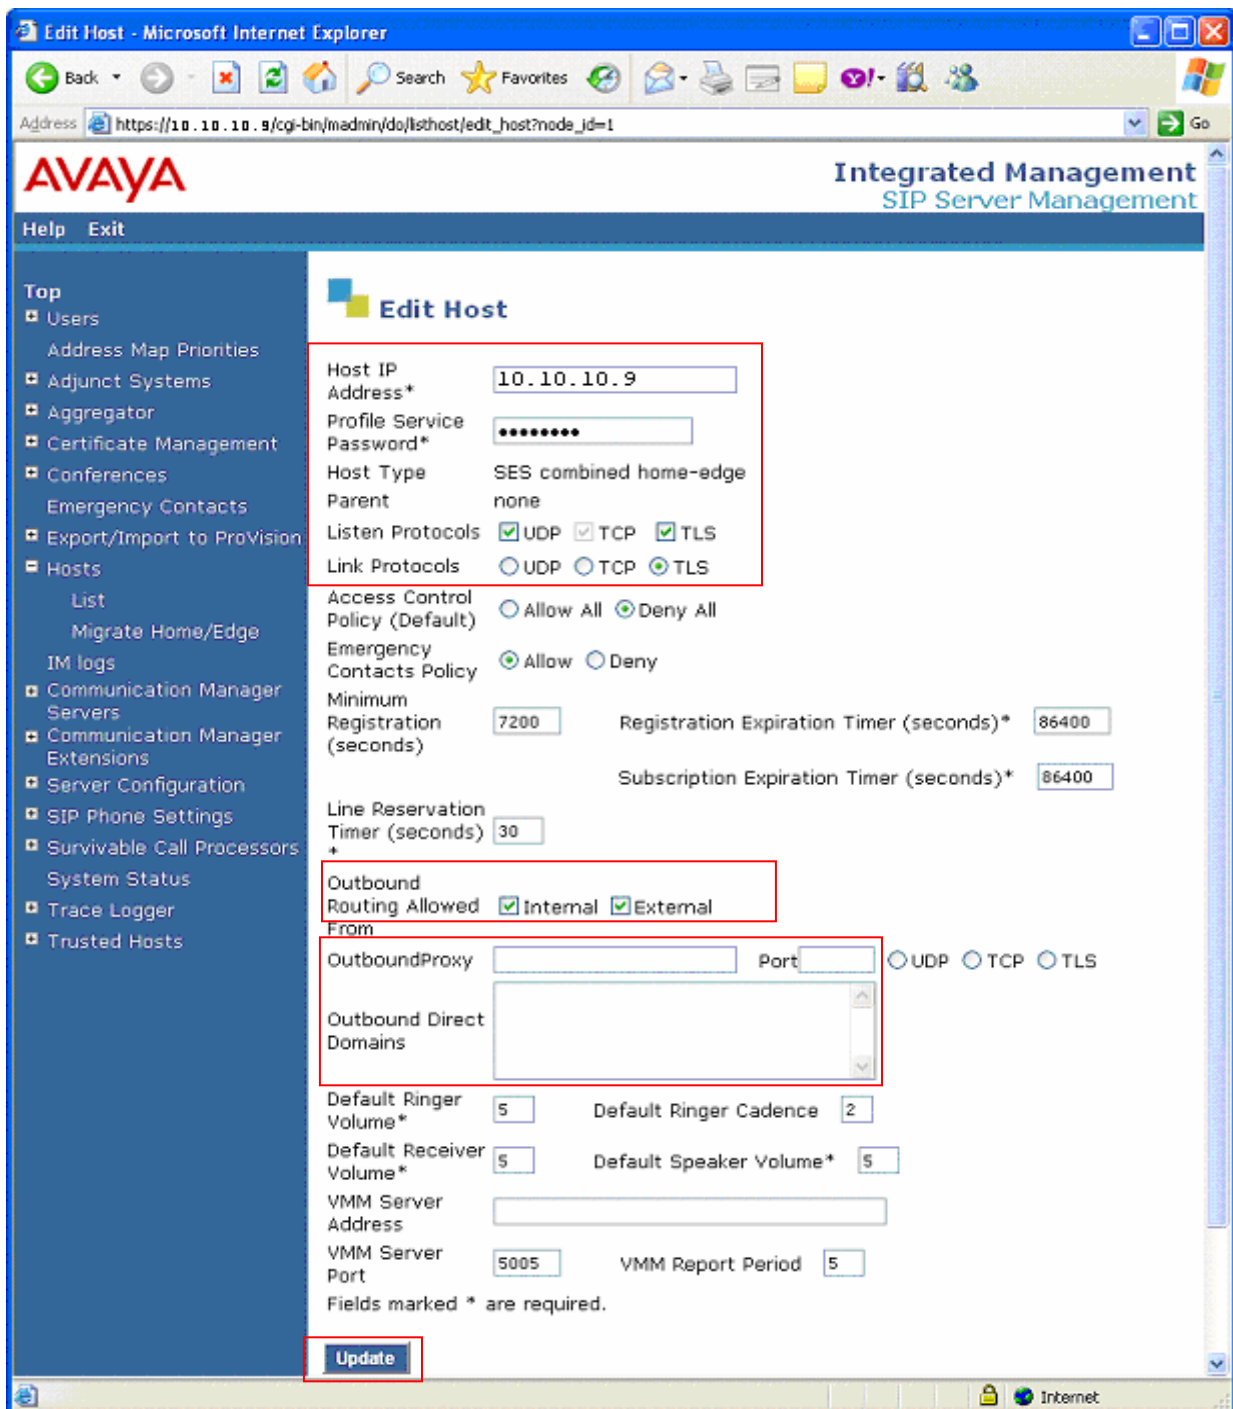 Edit Host - Microsoft Internet Explorer
Back Search Favorites
Address https://10.10.10.9/cgi-bin/madmin/do/listhost/edit_host?node_id=1 Go
AVAYA
Integrated Management
SIP Server Management
Help Exit
Top
Users
Address Map Priorities
Adjunct Systems
Aggregator
Certificate Management
Conferences
Emergency Contacts
Export/Import to ProVision
Hosts
List
Migrate Home/Edge
IM logs
Communication Manager
Servers
Communication Manager
Extensions
Server Configuration
SIP Phone Settings
Survivable Call Processors
System Status
Trace Logger
Trusted Hosts
Edit Host
Host IP
Address*
10.10.10.9
Profile Service
Password*
••••••••
Host Type SES combined home-edge
Parent none
Listen Protocols UDP TCP TLS
Link Protocols UDP TCP TLS
Access Control
Policy (Default)
Allow All Deny All
Emergency
Contacts Policy
Allow Deny
Minimum
Registration
(seconds)
7200 Registration Expiration Timer (seconds)* 86400
Subscription Expiration Timer (seconds)* 86400
Line Reservation
Timer (seconds)
*
30
Outbound
Routing Allowed
From
Internal External
OutboundProxy Port UDP TCP TLS
Outbound Direct
Domains
Default Ringer
Volume*
5 Default Ringer Cadence 2
Default Receiver
Volume*
5 Default Speaker Volume* 5
VMM Server
Address
VMM Server
Port
5005 VMM Report Period 5
Fields marked * are required.
Update
Internet